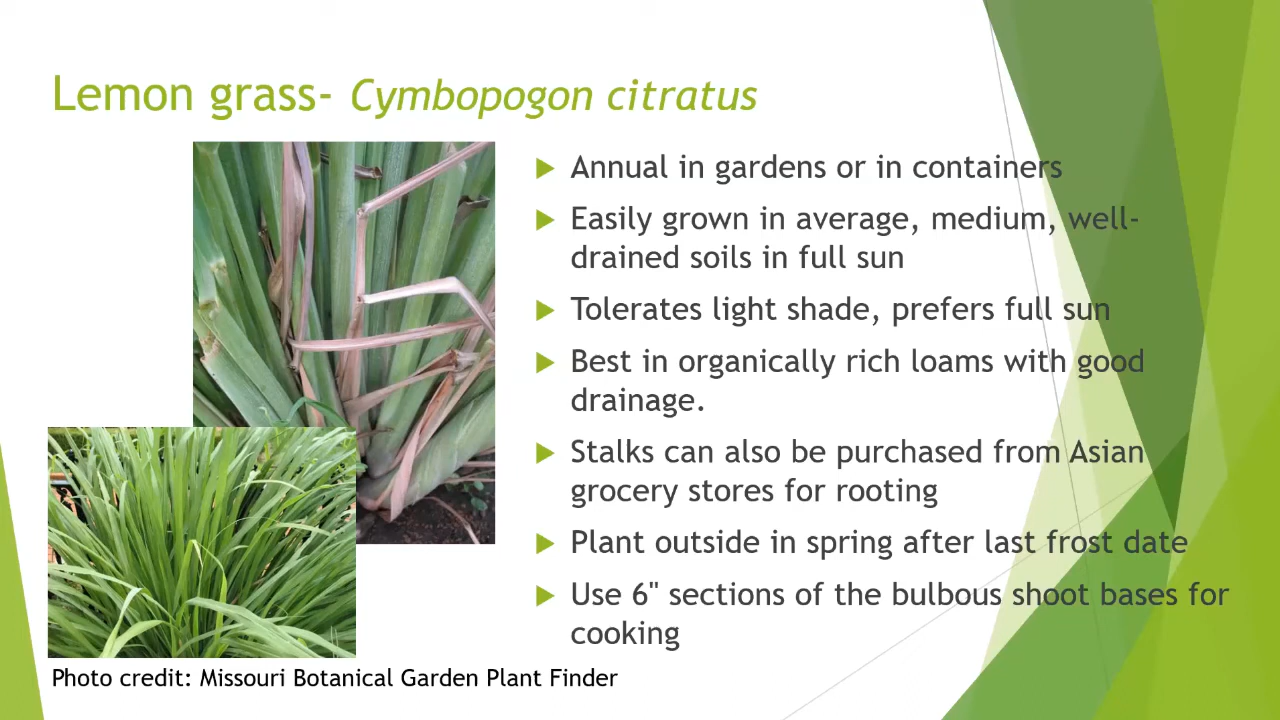 Lemon grass- Cymbopogon citratus
Annual in gardens or in containers
Easily grown in average, medium, well-
drained soils in full sun
Tolerates light shade, prefers full sun
Best in organically rich loams with good
drainage.
Stalks can also be purchased from Asian
grocery stores for rooting
Plant outside in spring after last frost date
Use 6" sections of the bulbous shoot bases for
cooking
Photo credit: Missouri Botanical Garden Plant Finder